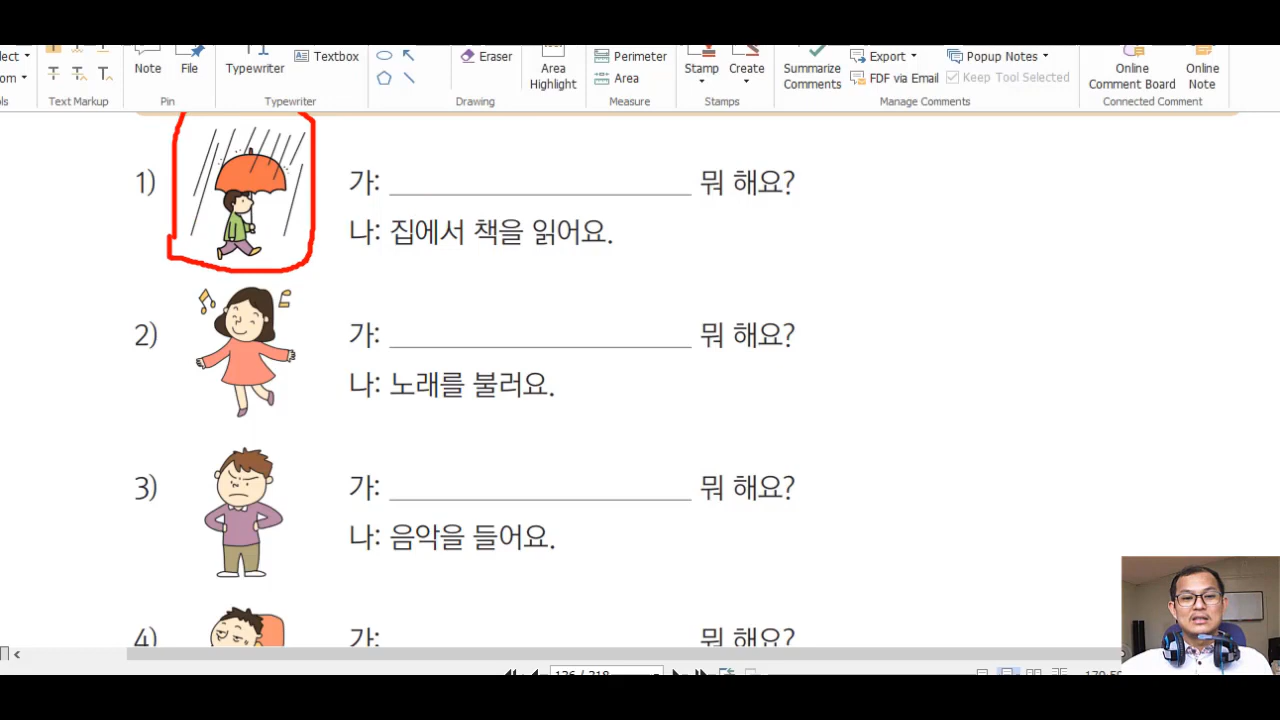 Note File Typewriter Textbox Eraser Area Highlight Perimeter Area Stamp Create Summarize Comments Export FDF via Email Popup Notes Keep Tool Selected Online Comment Board Online Note
Text Markup Pin Typewriter Drawing Measure Stamps Manage Comments Connected Comment
1) 가: 뭐 해요?
나: 집에서 책을 읽어요.
2) 가: 뭐 해요?
나: 노래를 불러요.
3) 가: 뭐 해요?
나: 음악을 들어요.
4) 가: 뭐 해요?